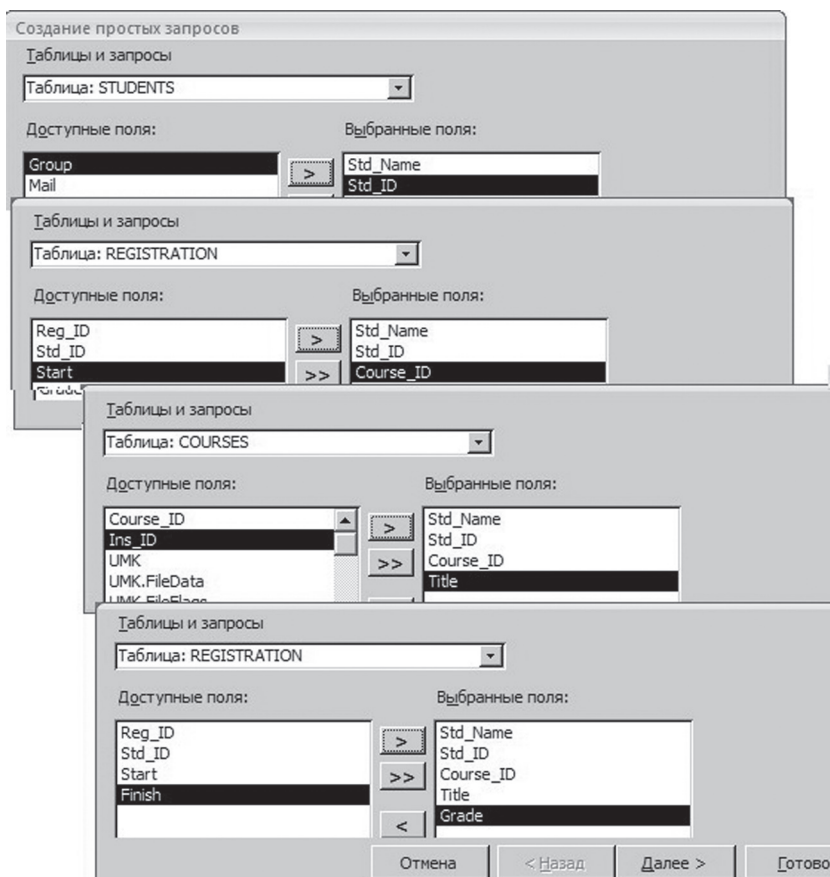 Создание простых запросов
Таблицы и запросы
Таблица: STUDENTS
Доступные поля:
Выбранные поля:
Group
Mail
>
Std_Name
Std_ID
Таблицы и запросы
Таблица: REGISTRATION
Доступные поля:
Выбранные поля:
Reg_ID
Std_ID
Start
>
>>
Std_Name
Std_ID
Course_ID
Таблицы и запросы
Таблица: COURSES
Доступные поля:
Выбранные поля:
Course_ID
Ins_ID
UMK
UMK.FileData
UMK.FileFlags
>
>>
Std_Name
Std_ID
Course_ID
Title
Таблицы и запросы
Таблица: REGISTRATION
Доступные поля:
Выбранные поля:
Reg_ID
Std_ID
Start
Finish
>
>>
<
Std_Name
Std_ID
Course_ID
Title
Grade
Отмена
< Назад
Далее >
Готово